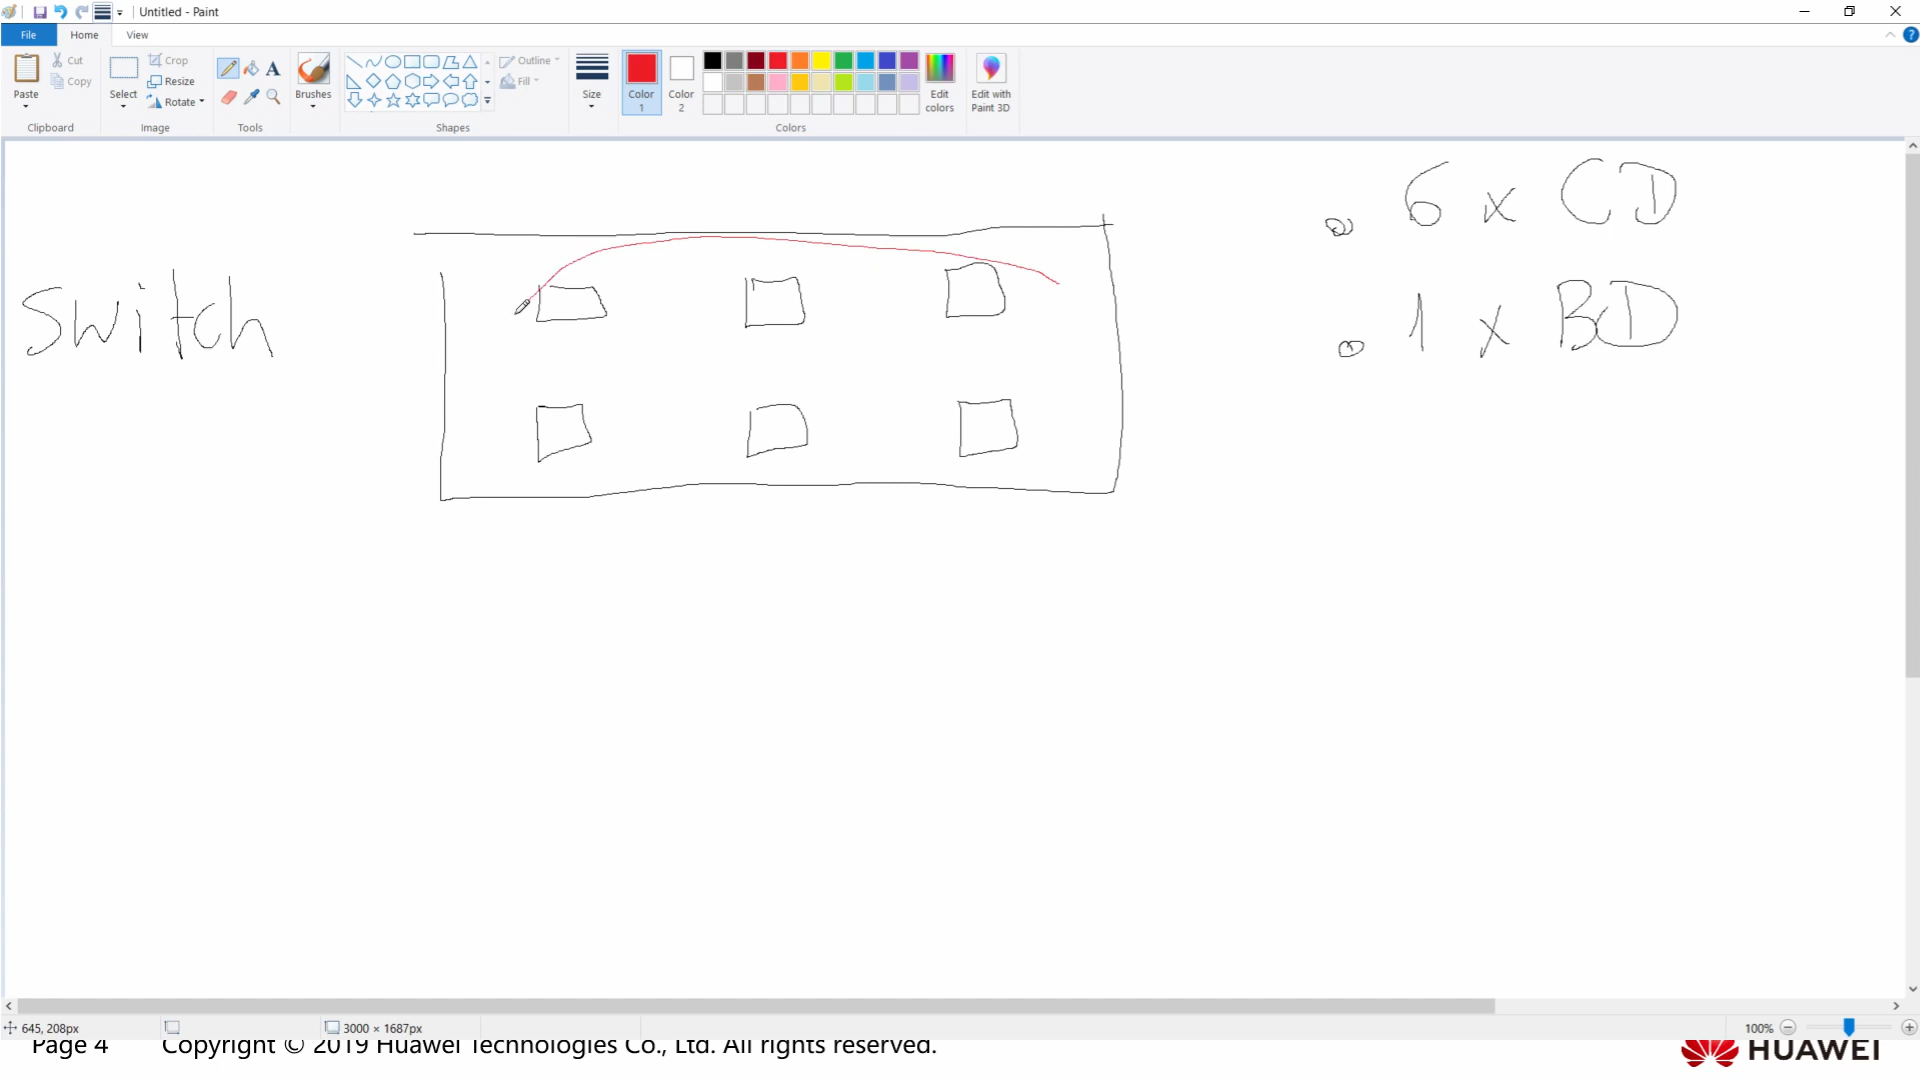 Untitled - Paint
File Home View
Paste
Cut
Copy
Clipboard
Select
Crop
Resize
Rotate
Image
Tools
Brushes
Shapes
Outline
Fill
Size
Color 1
Color 2
Edit colors
Edit with Paint 3D
Colors
Switch
6 x CD
1 x BD
645, 208px
3000 × 1687px
100%
Page 4 Copyright © 2019 Huawei Technologies Co., Ltd. All rights reserved.
HUAWEI